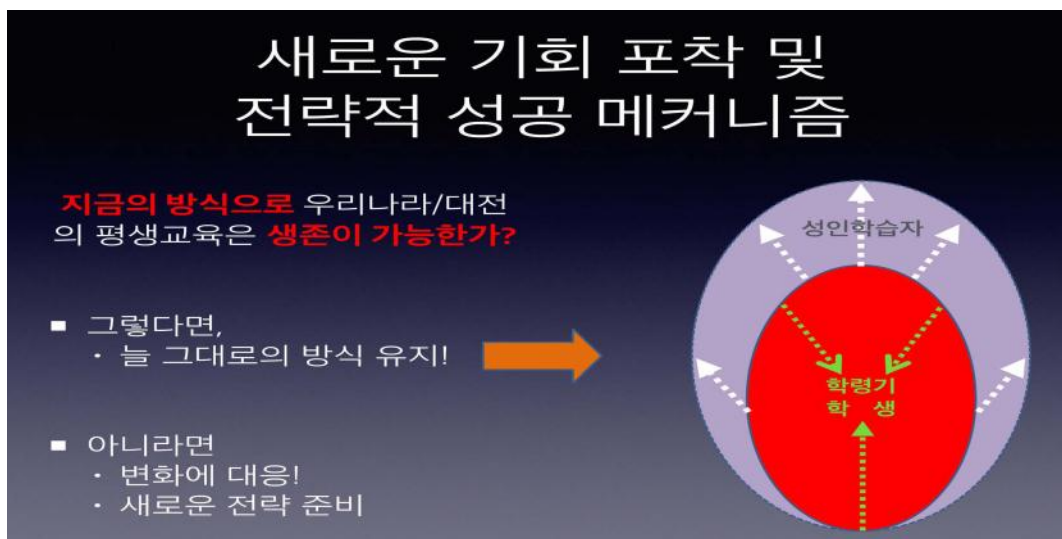 새로운 기회 포착 및
전략적 성공 메커니즘
지금의 방식으로 우리나라/대전
의 평생교육은 생존이 가능한가?
▪ 그렇다면,
· 늘 그대로의 방식 유지!
▪ 아니라면
· 변화에 대응!
· 새로운 전략 준비
성인학습자
학령기
학 생